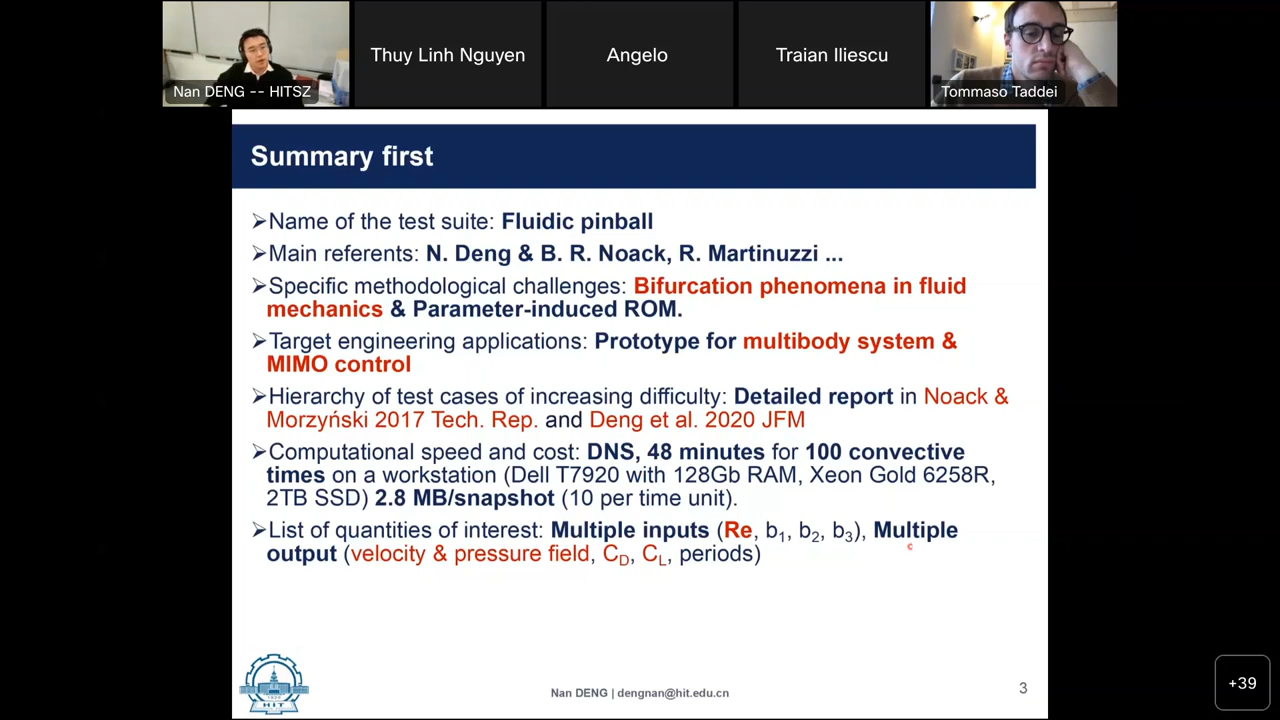 Nan DENG -- HITSZ
Thuy Linh Nguyen
Angelo
Traian Iliescu
Tommaso Taddei
Summary first
➢Name of the test suite: Fluidic pinball
➢Main referents: N. Deng & B. R. Noack, R. Martinuzzi ...
➢Specific methodological challenges: Bifurcation phenomena in fluid
mechanics & Parameter-induced ROM.
➢Target engineering applications: Prototype for multibody system &
MIMO control
➢Hierarchy of test cases of increasing difficulty: Detailed report in Noack &
Morzyński 2017 Tech. Rep. and Deng et al. 2020 JFM
➢Computational speed and cost: DNS, 48 minutes for 100 convective
times on a workstation (Dell T7920 with 128Gb RAM, Xeon Gold 6258R,
2TB SSD) 2.8 MB/snapshot (10 per time unit).
➢List of quantities of interest: Multiple inputs (Re, b₁, b₂, b₃), Multiple
output (velocity & pressure field, C_D, C_L, periods)
HIT
Nan DENG | dengnan@hit.edu.cn
3
+39